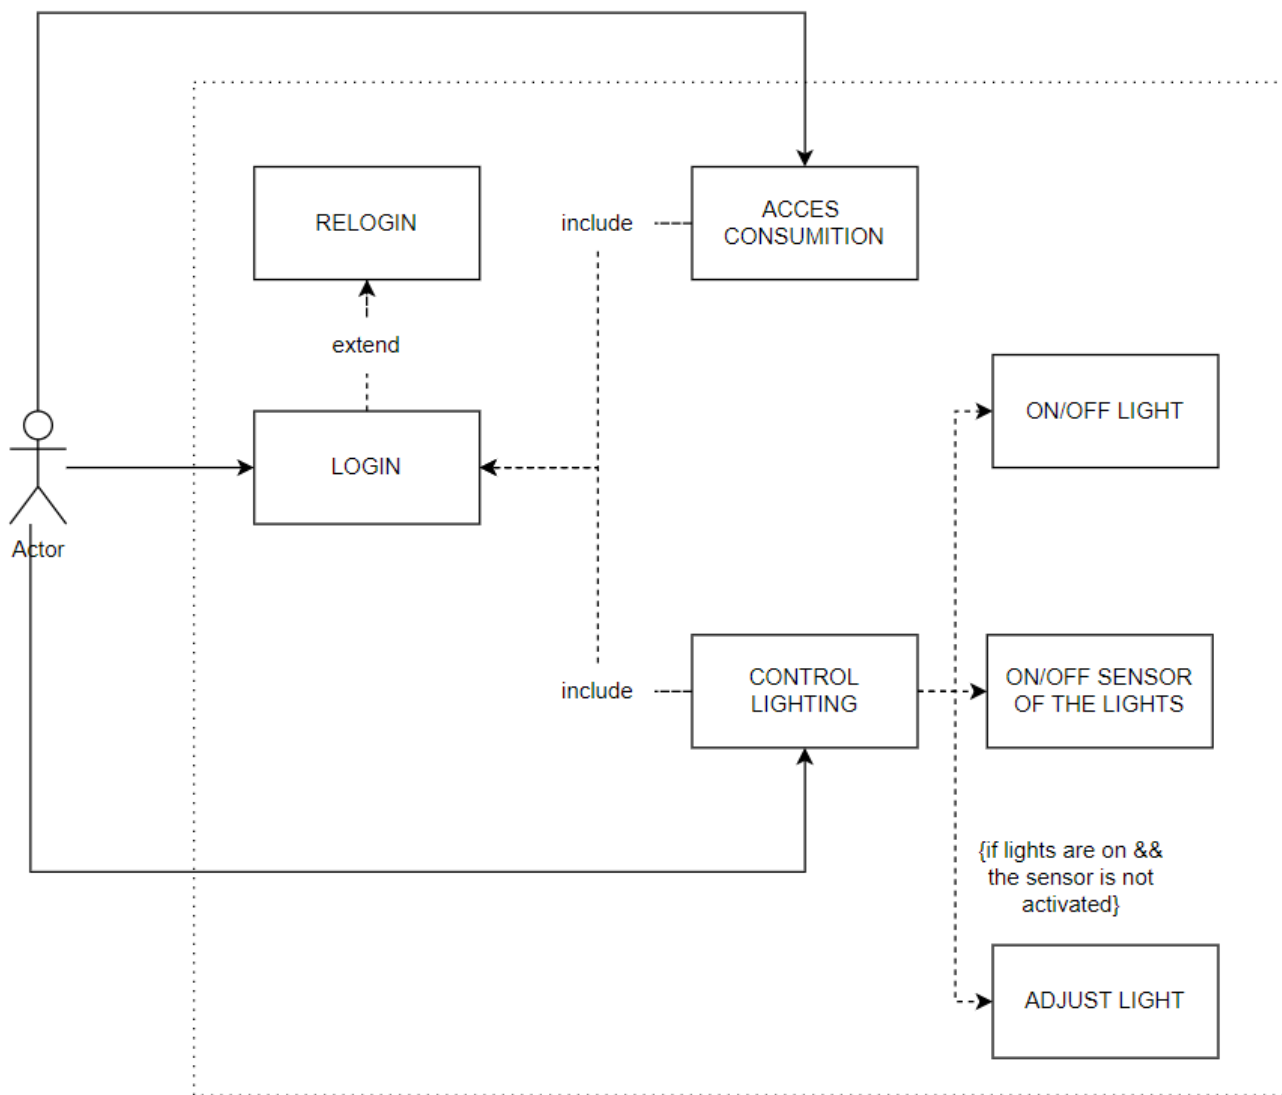 RELOGIN
include
ACCES
CONSUMITION
extend
ON/OFF LIGHT
LOGIN
Actor
include
CONTROL
LIGHTING
ON/OFF SENSOR
OF THE LIGHTS
{if lights are on &&
the sensor is not
activated}
ADJUST LIGHT